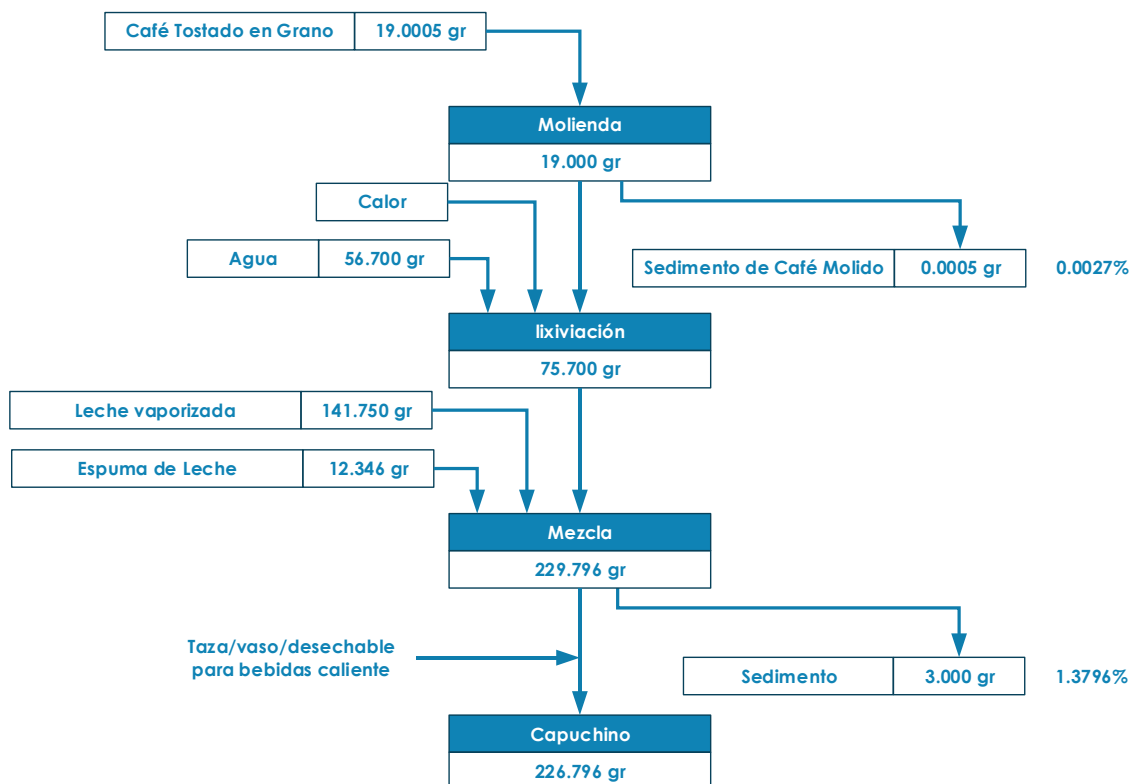 Café Tostado en Grano 19.0005 gr
Molienda
19.000 gr
Calor
Agua 56.700 gr
Sedimento de Café Molido 0.0005 gr 0.0027%
lixiviación
75.700 gr
Leche vaporizada 141.750 gr
Espuma de Leche 12.346 gr
Mezcla
229.796 gr
Taza/vaso/desechable
para bebidas caliente
Sedimento 3.000 gr 1.3796%
Capuchino
226.796 gr